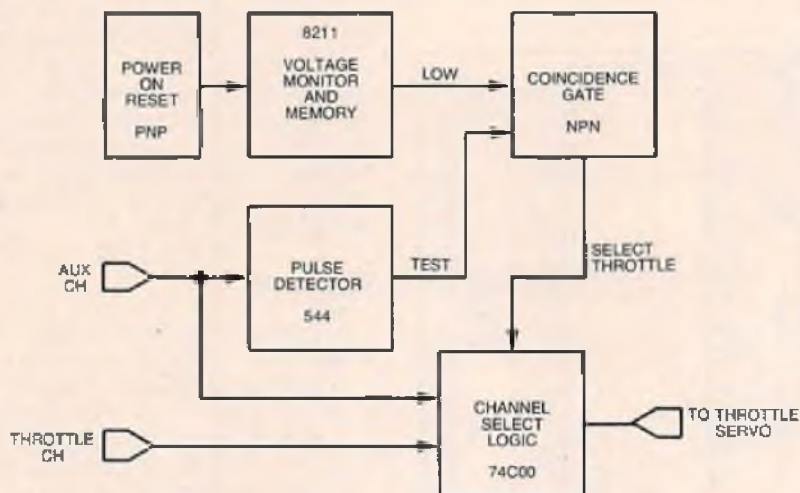 POWER
ON
RESET
PNP
8211
VOLTAGE
MONITOR
AND
MEMORY
LOW
COINCIDENCE
GATE
NPN
AUX
CH
PULSE
DETECTOR
544
TEST
SELECT
THROTTLE
THROTTLE
CH
CHANNEL
SELECT
LOGIC
74C00
TO THROTTLE
SERVO